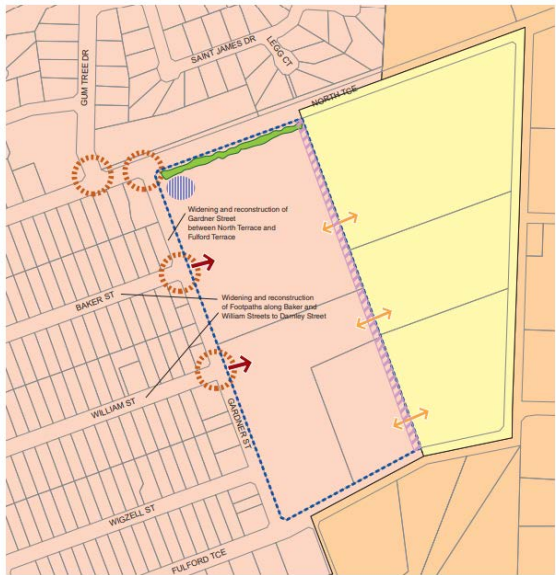 SAINT JAMES DR
LEGG CT
GUM TREE DR
NORTH TCE
Widening and reconstruction of
Gardner Street
between North Terrace and
Fulford Terrace
BAKER ST
Widening and reconstruction
of Footpaths along Baker and
William Streets to Darnley Street
WILLIAM ST
GARDNER ST
WIGZELL ST
FULFORD TCE